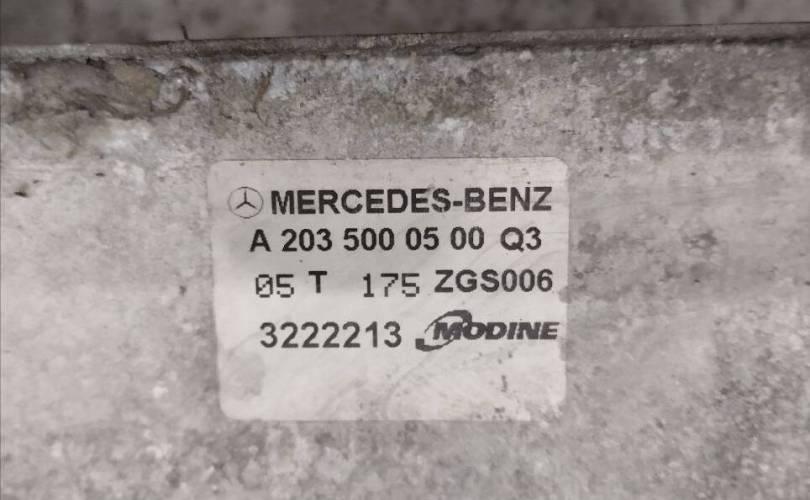 MERCEDES-BENZ
A 203 500 05 00 Q3
05 T 175 ZGS006
3222213 MODINE